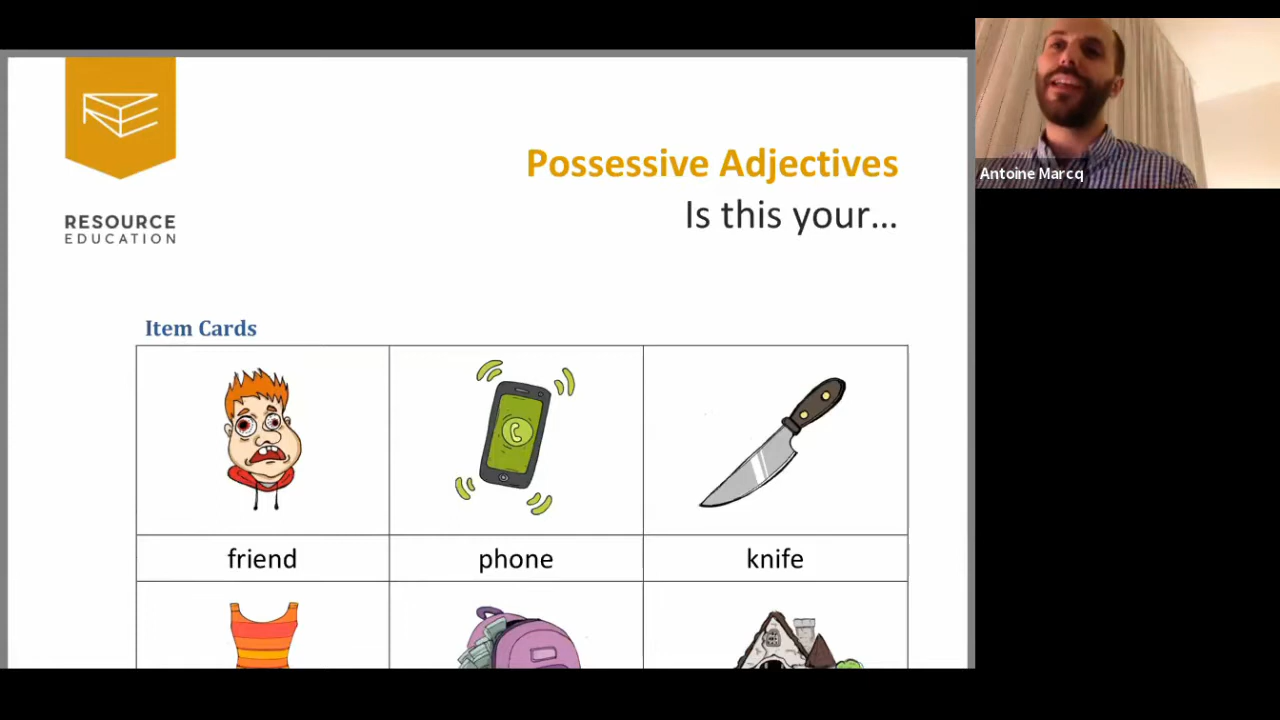 Possessive Adjectives
Is this your...
RESOURCE
EDUCATION
Item Cards
friend
phone
knife
Antoine Marcq